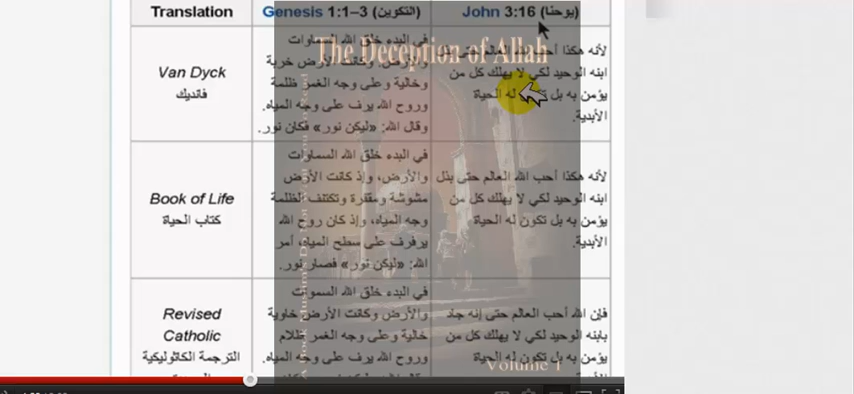 Translation
Genesis 1:1–3 (التكوين)
John 3:16 (يوحنا)
The Deception of Allah
Van Dyck
فانديك
في البدء خلق الله السماوات
والأرض. وكانت الأرض خربة
وخالية وعلى وجه الغمر ظلمة
وروح الله يرف على وجه المياه.
وقال الله: «ليكن نور» فكان نور.
لأنه هكذا أحب الله العالم حتى بذل
ابنه الوحيد لكي لا يهلك كل من
يؤمن به بل تكون له الحياة
الأبدية.
Book of Life
كتاب الحياة
في البدء خلق الله السماوات
والأرض، وإذ كانت الأرض
مشوشة ومقفرة وتكتنف الظلمة
وجه المياه، وإذ كان روح الله
يرفرف على سطح المياه، أمر
الله: «ليكن نور» فصار نور.
لأنه هكذا أحب الله العالم حتى بذل
ابنه الوحيد لكي لا يهلك كل من
يؤمن به بل تكون له الحياة
الأبدية.
Revised
Catholic
الترجمة الكاثوليكية
في البدء خلق الله السموات
والأرض وكانت الأرض خاوية
خالية وعلى وجه الغمر ظلام
وروح الله يرف على وجه المياه.
فإن الله أحب العالم حتى إنه جاد
بابنه الوحيد لكي لا يهلك كل من
يؤمن به بل تكون له الحياة
Volume 1